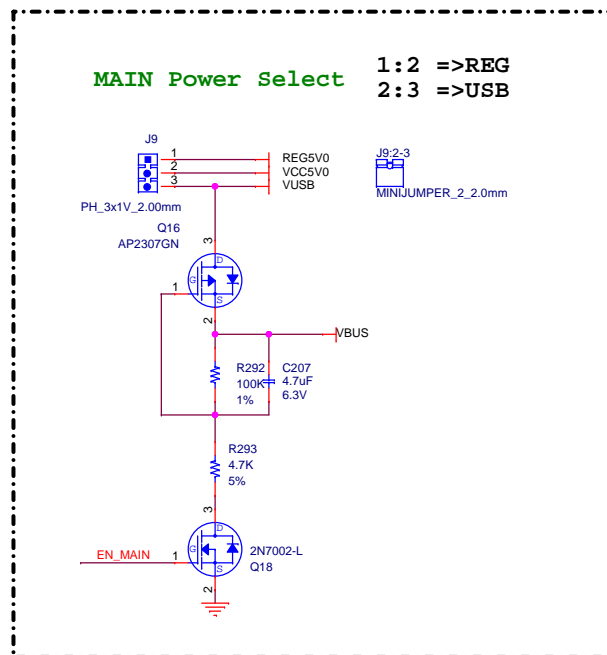 MAIN Power Select
1:2 =>REG
2:3 =>USB
J9
1
2
3
REG5V0
VCC5V0
VUSB
PH_3x1V_2.00mm
J9:2-3
MINIJUMPER_2_2.0mm
Q16
AP2307GN
3
D
G
1
S
2
VBUS
R292
100K
1%
C207
4.7uF
6.3V
R293
4.7K
5%
3
D
G
EN_MAIN
1
S
2
2N7002-L
Q18